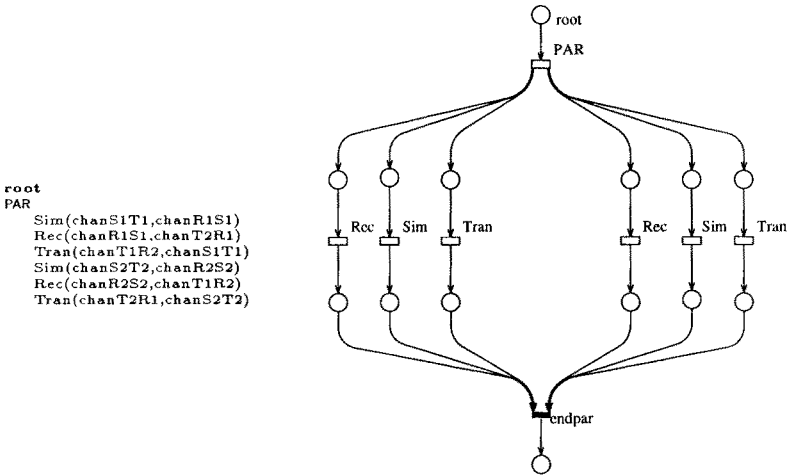 root
PAR
Sim(chanS1T1,chanR1S1)
Rec(chanR1S1,chanT2R1)
Tran(chanT1R2,chanS1T1)
Sim(chanS2T2,chanR2S2)
Rec(chanR2S2,chanT1R2)
Tran(chanT2R1,chanS2T2)
root
PAR
Rec Sim Tran Rec Sim Tran
endpar